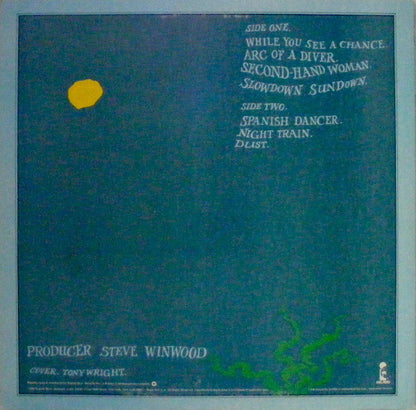 SIDE ONE.
WHILE YOU SEE A CHANCE.
ARC OF A DIVER.
SECOND-HAND WOMAN.
SLOWDOWN SUNDOWN.
SIDE TWO.
SPANISH DANCER.
NIGHT TRAIN.
DUST.
PRODUCER STEVE WINWOOD
COVER. TONY WRIGHT.
ISLAND